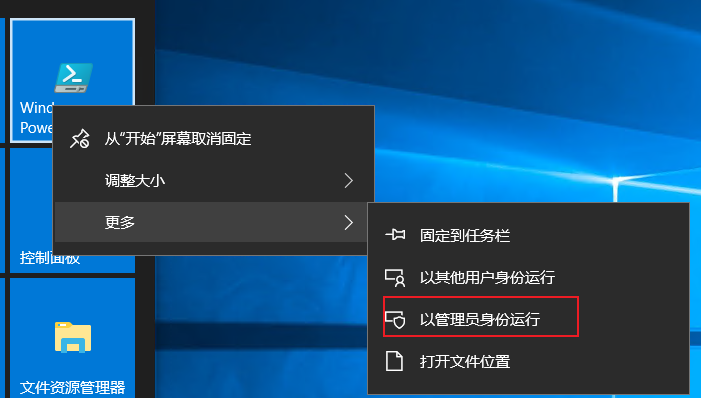 Wind
Powe
从“开始”屏幕取消固定
调整大小
更多
固定到任务栏
以其他用户身份运行
以管理员身份运行
打开文件位置
控制面板
文件资源管理器